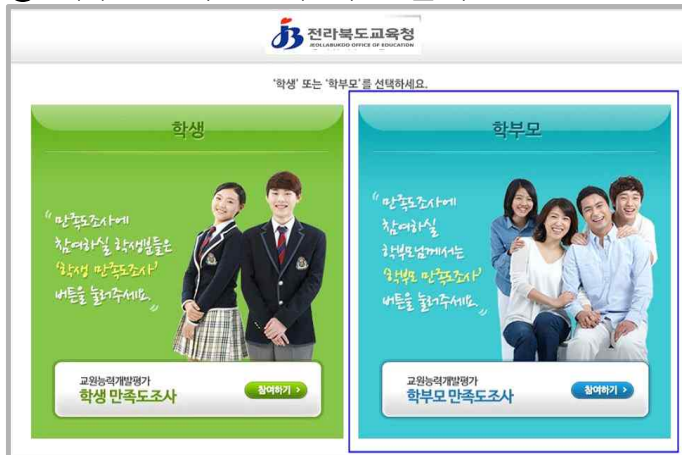 전라북도교육청
JEOLLABUKDO OFFICE OF EDUCATION
'학생' 또는 '학부모'를 선택하세요.
학생
"만족도조사에
참여하실 학생분들은
'학생 만족도조사'
버튼을 눌러주세요."
교원능력개발평가
학생 만족도조사
참여하기 >
학부모
"만족도조사에
참여하실
학부모님께서는
'학부모 만족도조사'
버튼을 눌러주세요."
교원능력개발평가
학부모 만족도조사
참여하기 >